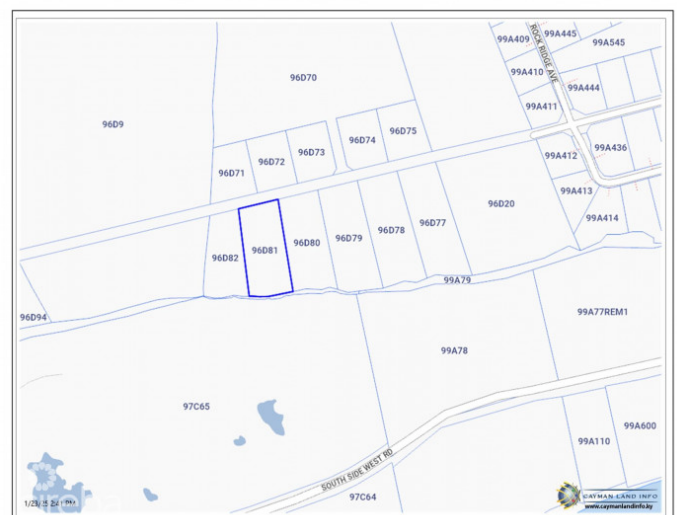 99A409
99A445
99A545
ROCK RIDGE AVE
96D70
99A410
99A444
96D9
99A411
96D74
96D75
99A436
96D73
96D72
96D71
99A412
99A413
96D20
99A414
96D80
96D79
96D78
96D77
96D81
96D82
99A79
96D94
99A77REM1
99A78
97C65
99A600
99A110
SOUTH SIDE WEST RD
97C64
CAYMAN LAND INFO
www.caymanlandinfo.ky